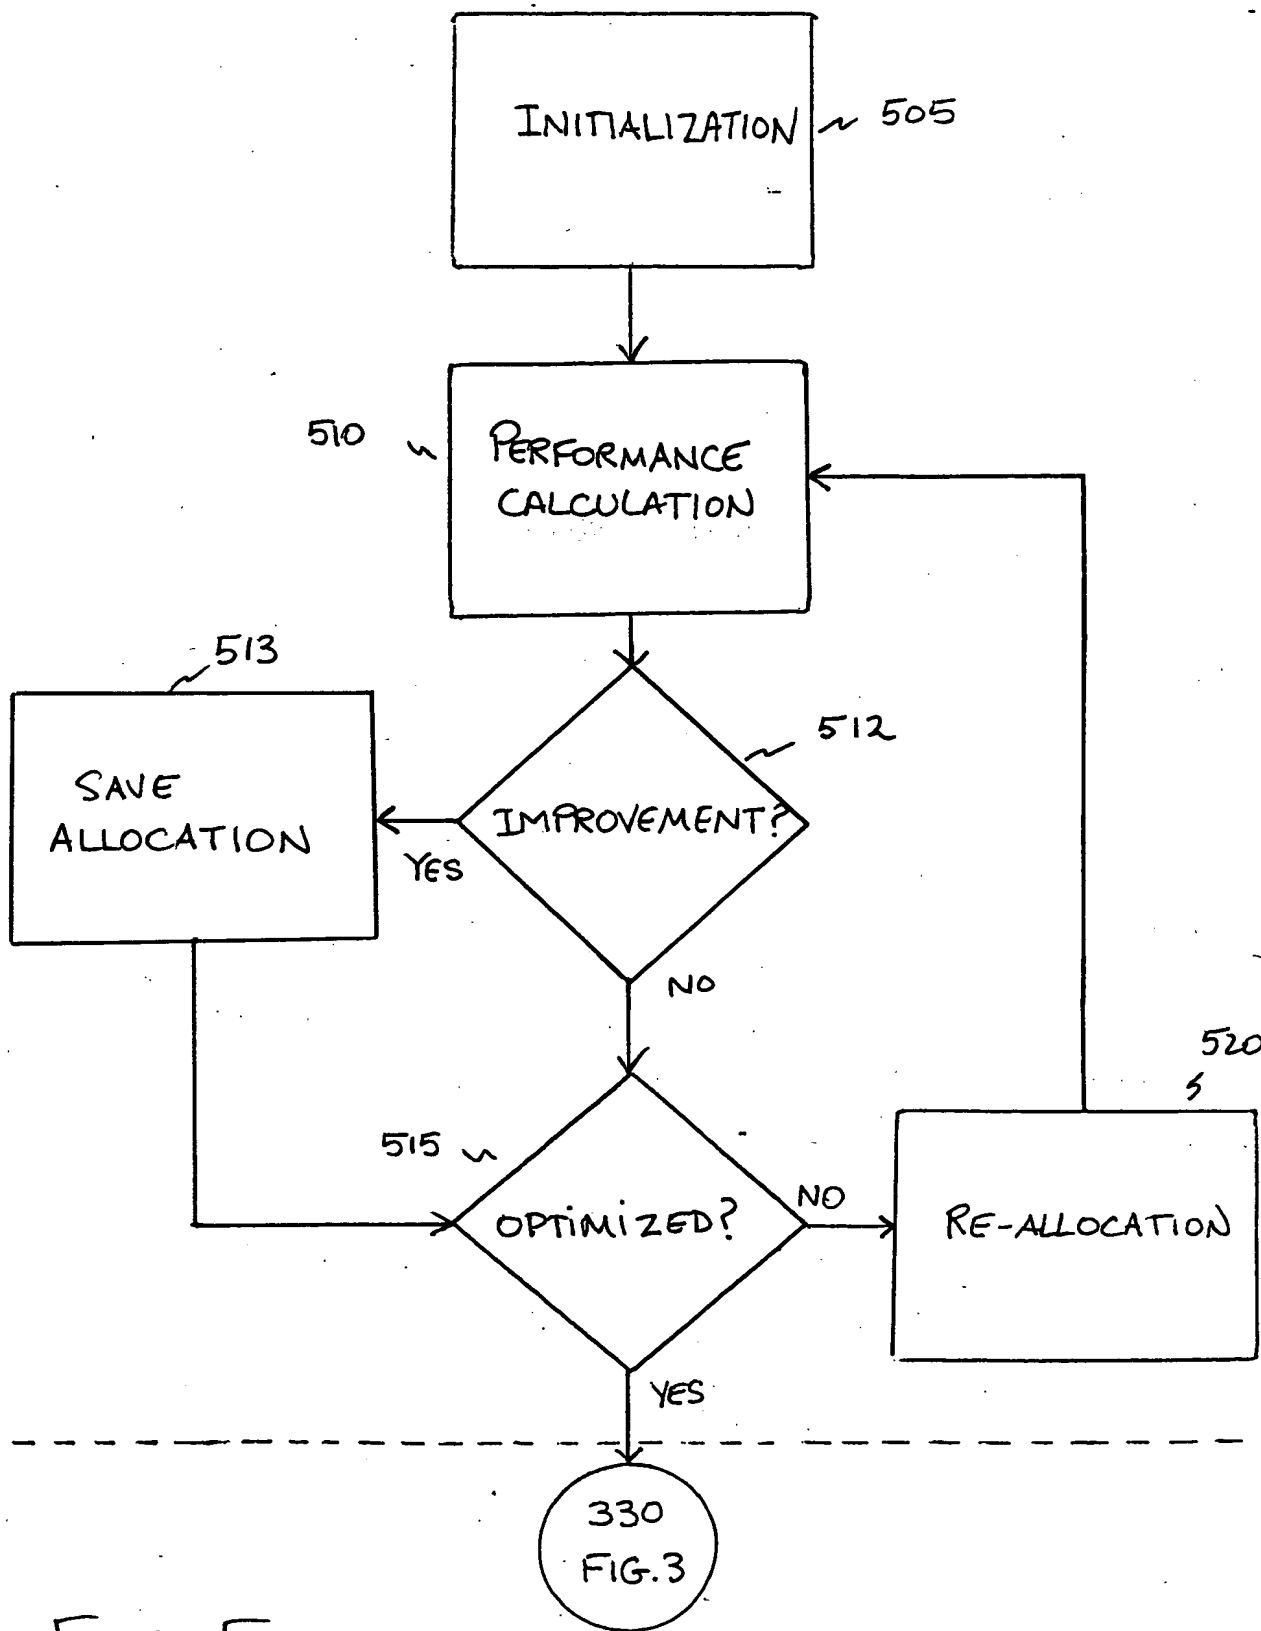 INITIALIZATION
505
510
PERFORMANCE
CALCULATION
513
512
SAVE
ALLOCATION
IMPROVEMENT?
YES
NO
520
515
OPTIMIZED?
NO
RE-ALLOCATION
YES
330
FIG.3